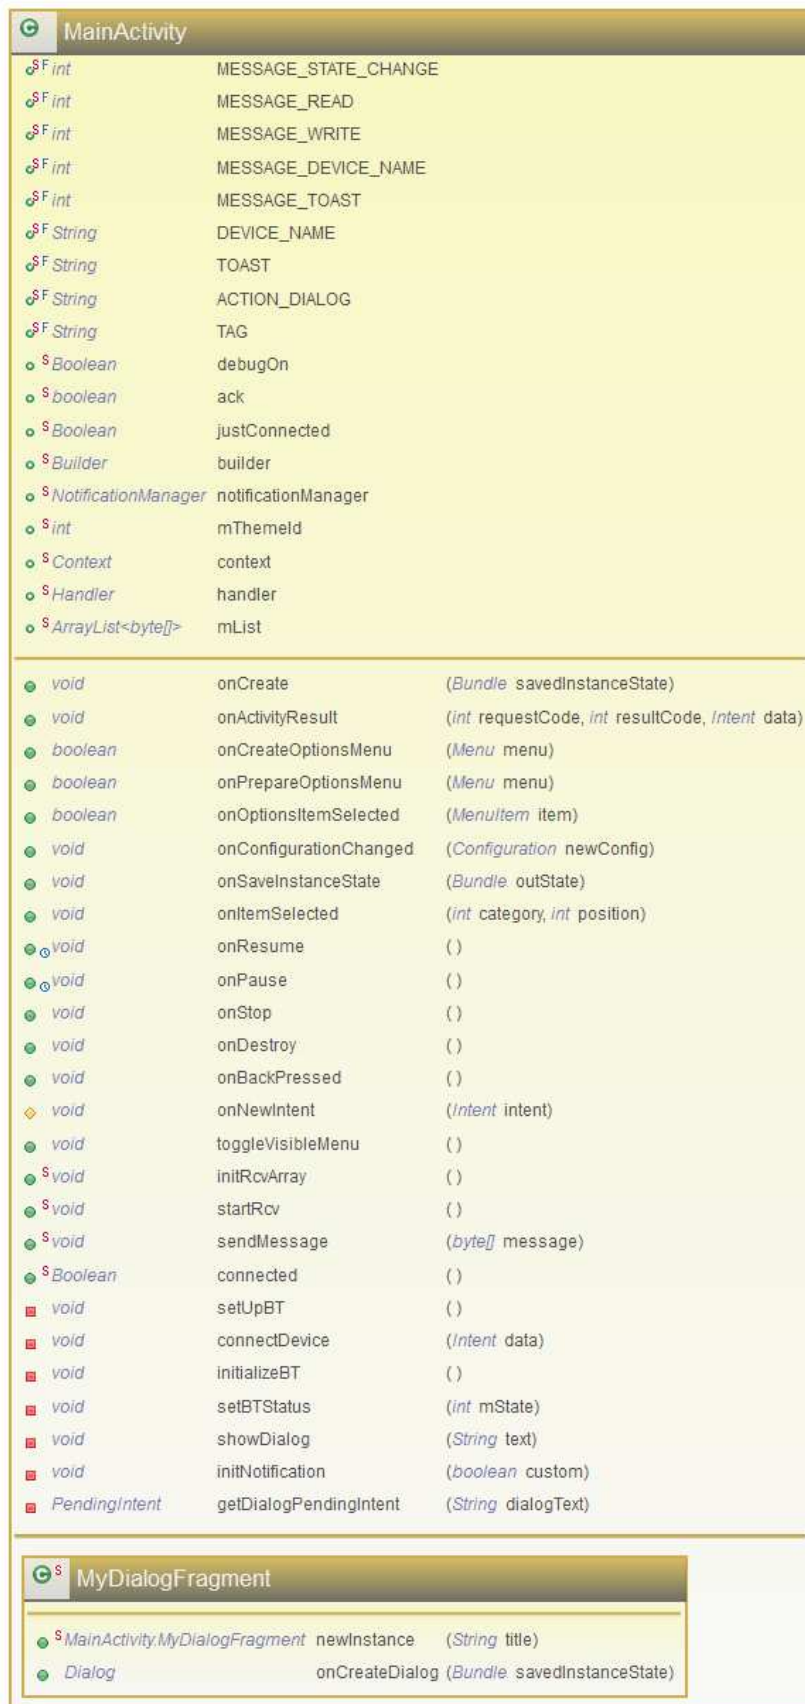 C MainActivity
S F int MESSAGE_STATE_CHANGE
S F int MESSAGE_READ
S F int MESSAGE_WRITE
S F int MESSAGE_DEVICE_NAME
S F int MESSAGE_TOAST
S F String DEVICE_NAME
S F String TOAST
S F String ACTION_DIALOG
S F String TAG
S Boolean debugOn
S boolean ack
S Boolean justConnected
S Builder builder
S NotificationManager notificationManager
S int mThemeId
S Context context
S Handler handler
S ArrayList<byte[]> mList
void onCreate (Bundle savedInstanceState)
void onActivityResult (int requestCode, int resultCode, Intent data)
boolean onCreateOptionsMenu (Menu menu)
boolean onPrepareOptionsMenu (Menu menu)
boolean onOptionsItemSelected (MenuItem item)
void onConfigurationChanged (Configuration newConfig)
void onSaveInstanceState (Bundle outState)
void onItemSelected (int category, int position)
void onResume ( )
void onPause ( )
void onStop ( )
void onDestroy ( )
void onBackPressed ( )
void onNewIntent (Intent intent)
void toggleVisibleMenu ( )
S void initRcvArray ( )
S void startRcv ( )
S void sendMessage (byte[] message)
S Boolean connected ( )
void setUpBT ( )
void connectDevice (Intent data)
void initializeBT ( )
void setBTStatus (int mState)
void showDialog (String text)
void initNotification (boolean custom)
PendingIntent getDialogPendingIntent (String dialogText)
C S MyDialogFragment
S MainActivity.MyDialogFragment newInstance (String title)
Dialog onCreateDialog (Bundle savedInstanceState)